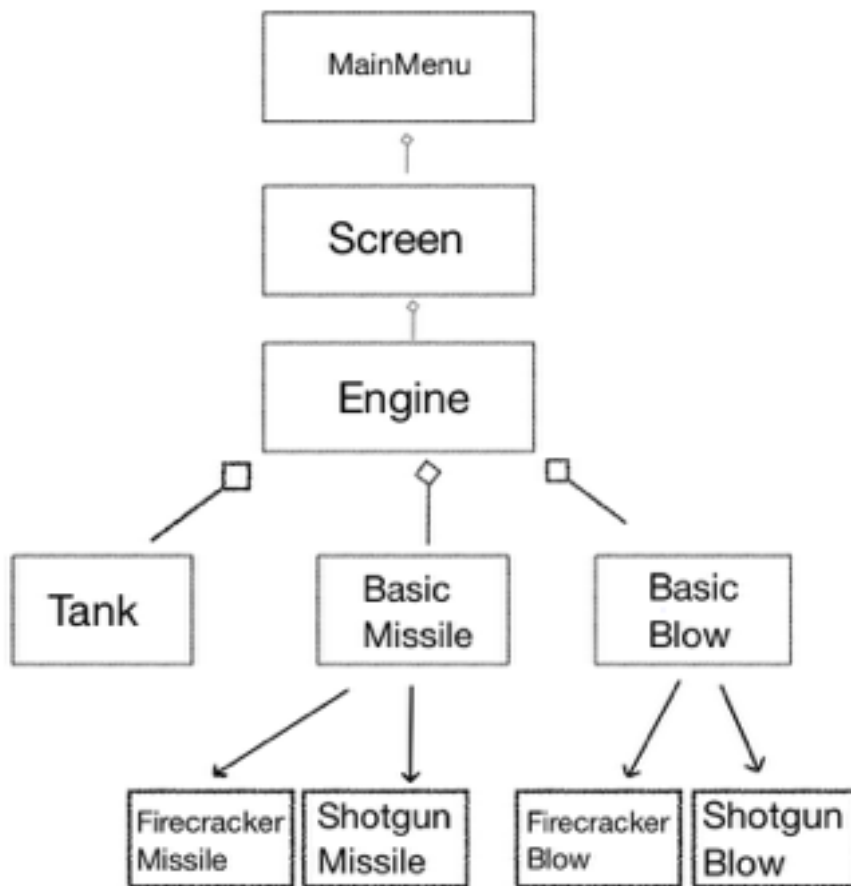 MainMenu
Screen
Engine
Tank
Basic
Missile
Basic
Blow
Firecracker
Missile
Shotgun
Missile
Firecracker
Blow
Shotgun
Blow